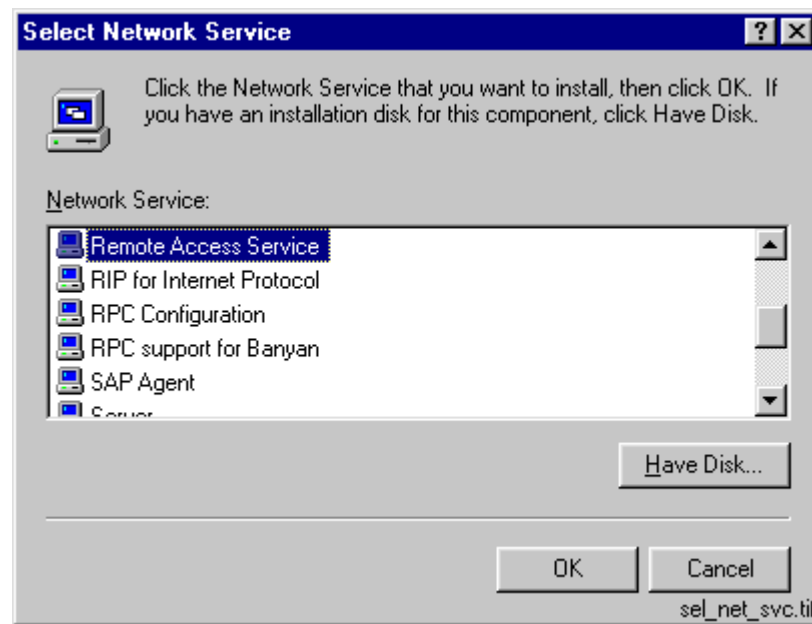 Select Network Service
Click the Network Service that you want to install, then click OK. If
you have an installation disk for this component, click Have Disk.
Network Service:
Remote Access Service
RIP for Internet Protocol
RPC Configuration
RPC support for Banyan
SAP Agent
Server
Have Disk...
OK
Cancel